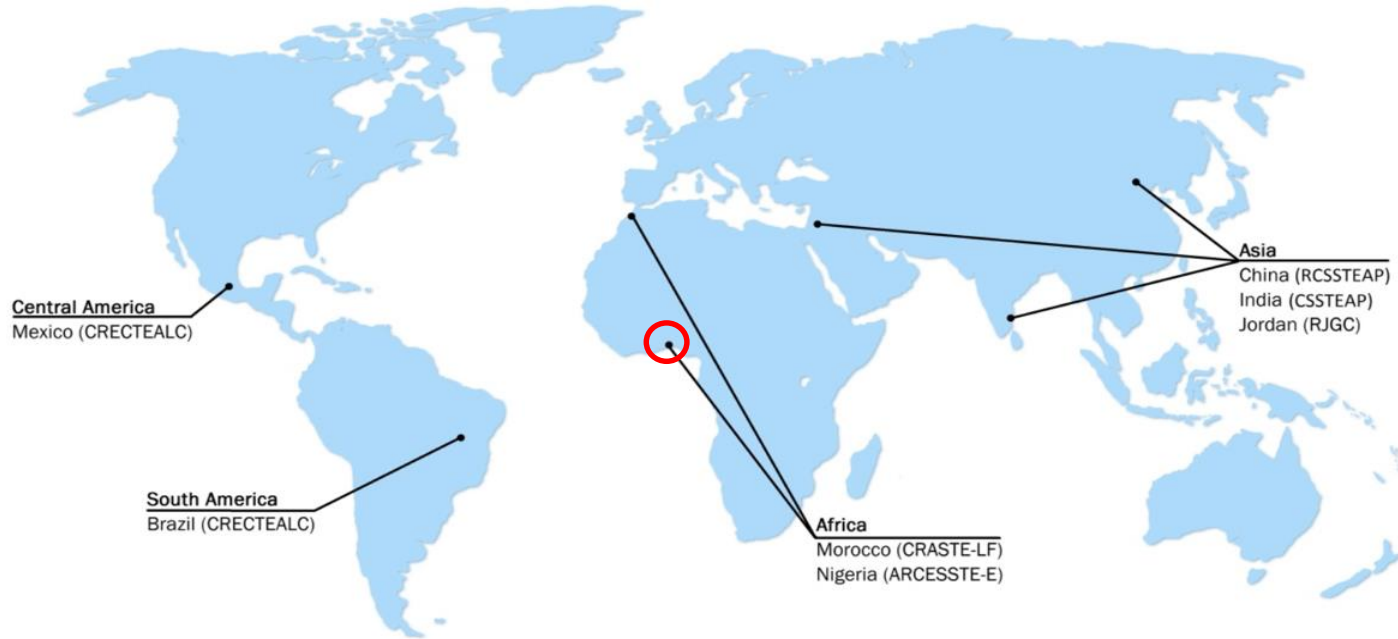 Central America
Mexico (CRECTEALC)
South America
Brazil (CRECTEALC)
Africa
Morocco (CRASTE-LF)
Nigeria (ARCESSTE-E)
Asia
China (RCSSTEAP)
India (CSSTEAP)
Jordan (RJGC)